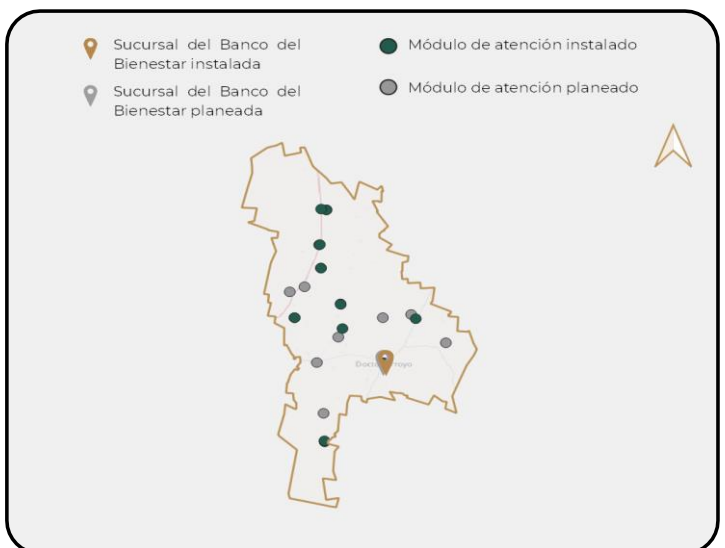 Sucursal del Banco del
Bienestar instalada
Sucursal del Banco del
Bienestar planeada
Módulo de atención instalado
Módulo de atención planeado